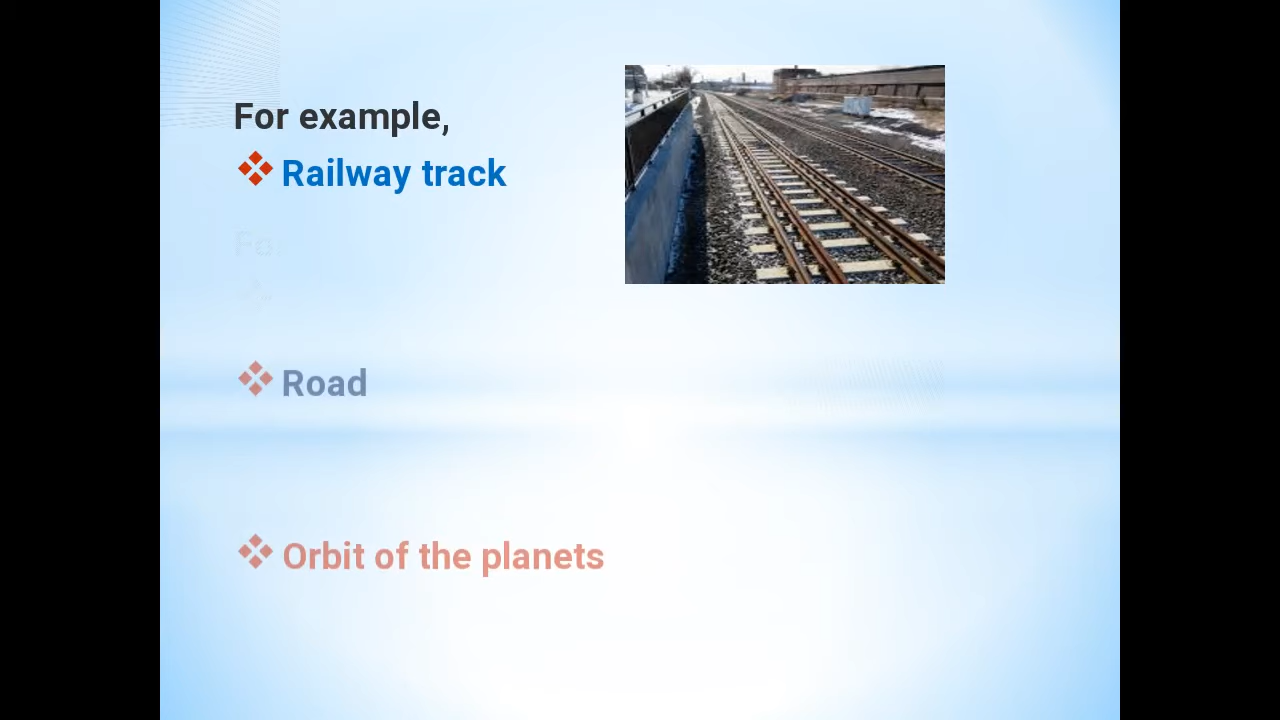 For example,
❖ Railway track
❖ Road
❖ Orbit of the planets